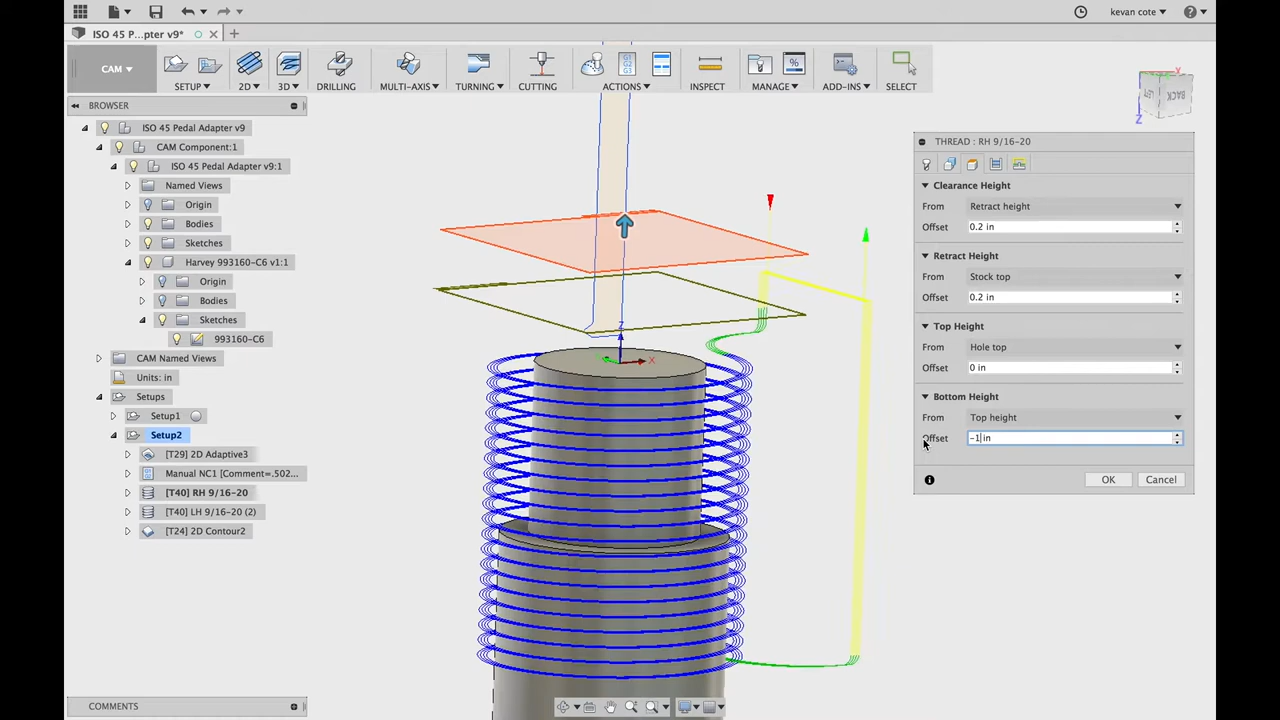 kevan cote
ISO 45 P...pter v9*
CAM
SETUP
2D
3D
DRILLING
MULTI-AXIS
TURNING
CUTTING
G1
G2
G3
ACTIONS
INSPECT
%
MANAGE
ADD-INS
SELECT
BROWSER
ISO 45 Pedal Adapter v9
CAM Component:1
ISO 45 Pedal Adapter v9:1
Named Views
Origin
Bodies
Sketches
Harvey 993160-C6 v1:1
Origin
Bodies
Sketches
993160-C6
CAM Named Views
Units: in
Setups
Setup1
Setup2
[T29] 2D Adaptive3
Manual NC1 [Comment=.502...
[T40] RH 9/16-20
[T40] LH 9/16-20 (2)
[T24] 2D Contour2
COMMENTS
Z
X
X
LEFT
BACK
Z
THREAD : RH 9/16-20
Clearance Height
From Retract height
Offset 0.2 in
Retract Height
From Stock top
Offset 0.2 in
Top Height
From Hole top
Offset 0 in
Bottom Height
From Top height
Offset -1 in
OK Cancel